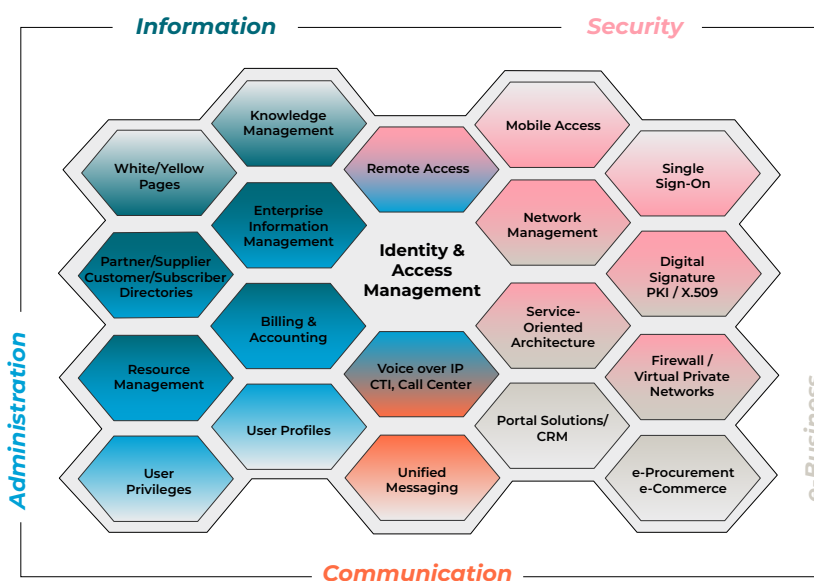 Information
Security
Knowledge
Management
Mobile Access
White/Yellow
Pages
Remote Access
Single
Sign-On
Enterprise
Information
Management
Network
Management
Identity &
Access
Management
Partner/Supplier
Customer/Subscriber
Directories
Digital
Signature
PKI / X.509
Billing &
Accounting
Service-
Oriented
Architecture
Resource
Management
Voice over IP
CTI, Call Center
Firewall /
Virtual Private
Networks
User Profiles
Portal Solutions/
CRM
User
Privileges
Unified
Messaging
e-Procurement
e-Commerce
Administration
e-Business
Communication